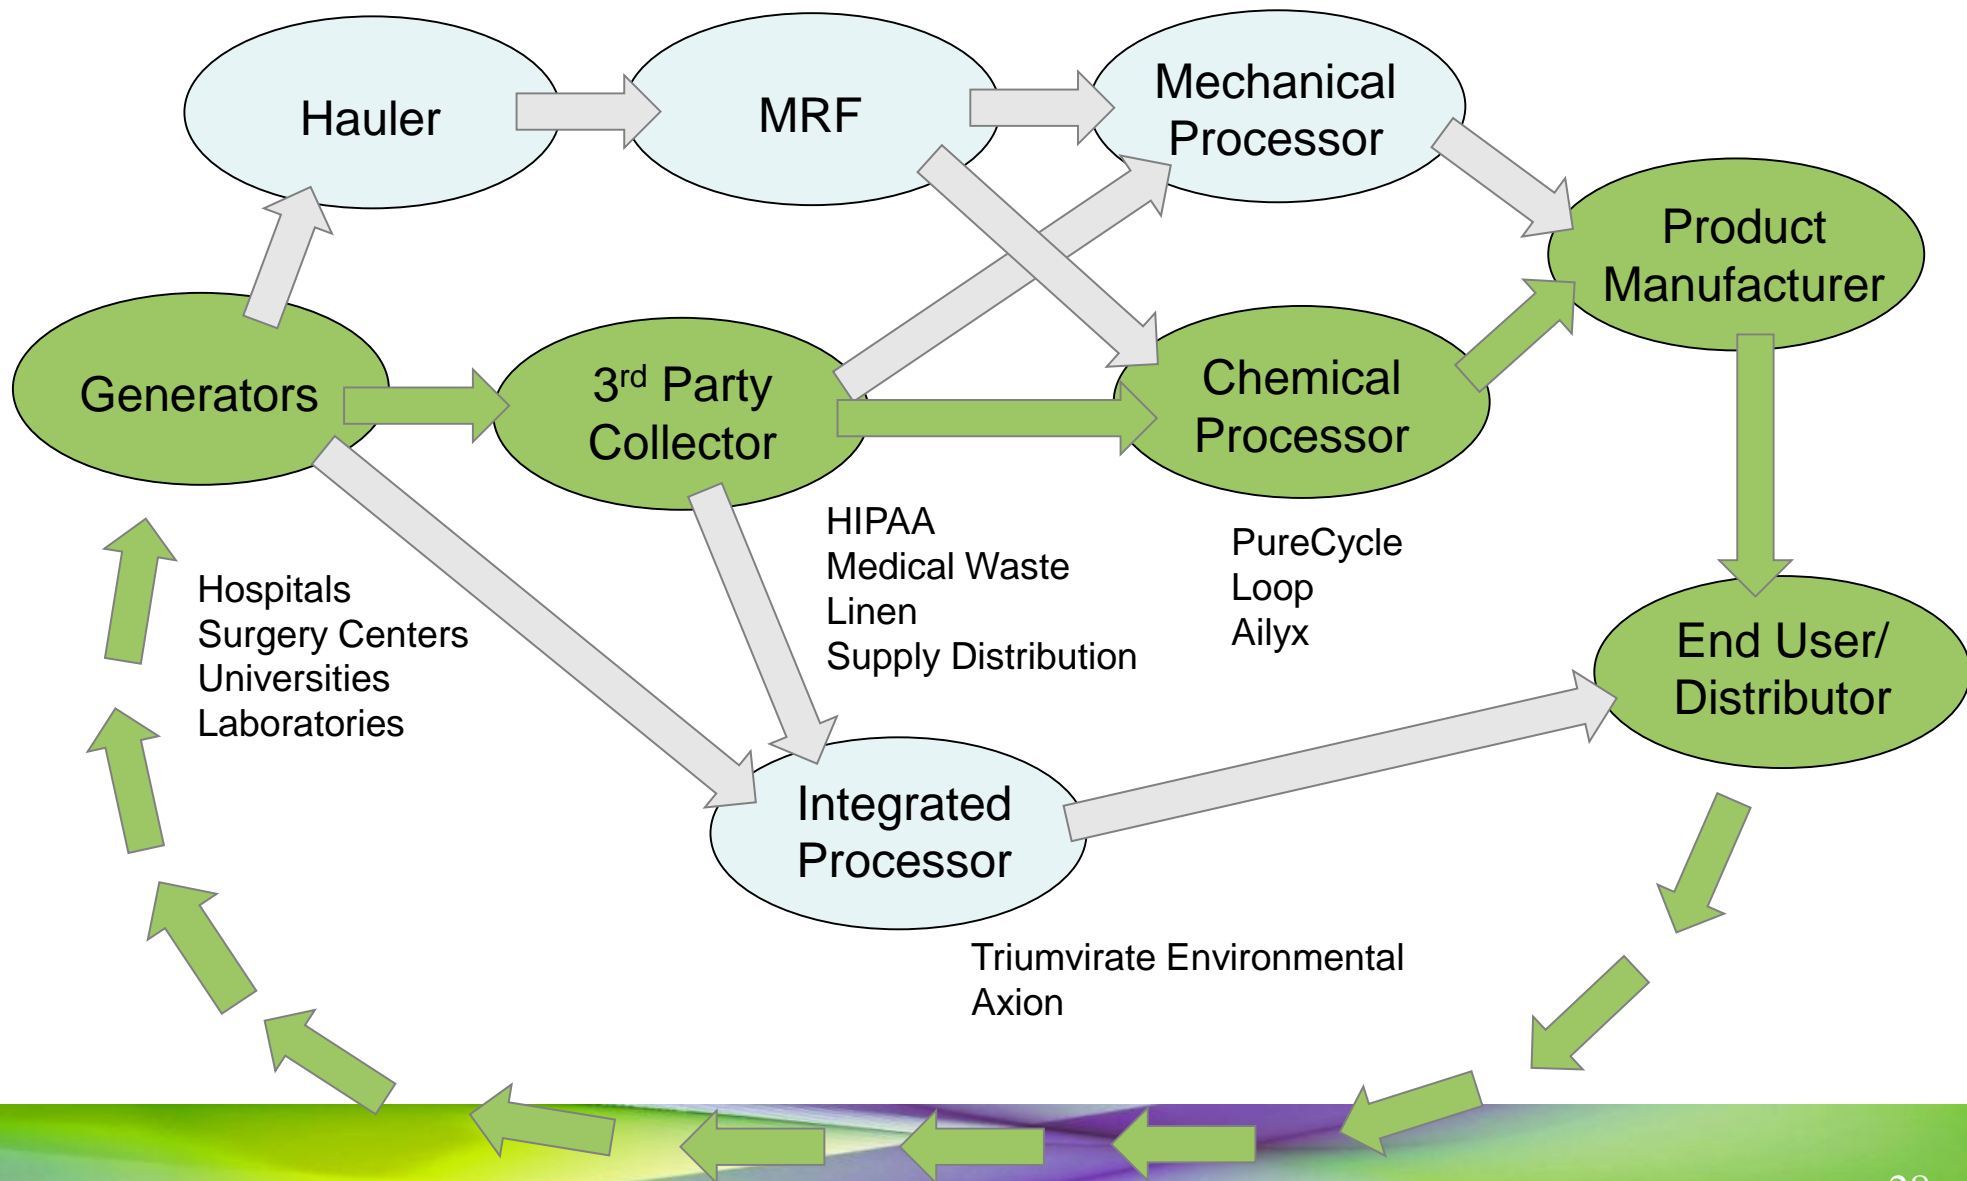 Hauler
MRF
Mechanical
Processor
Product
Manufacturer
Generators
3rd Party
Collector
Chemical
Processor
HIPAA
Medical Waste
Linen
Supply Distribution
PureCycle
Loop
Ailyx
Hospitals
Surgery Centers
Universities
Laboratories
End User/
Distributor
Integrated
Processor
Triumvirate Environmental
Axion